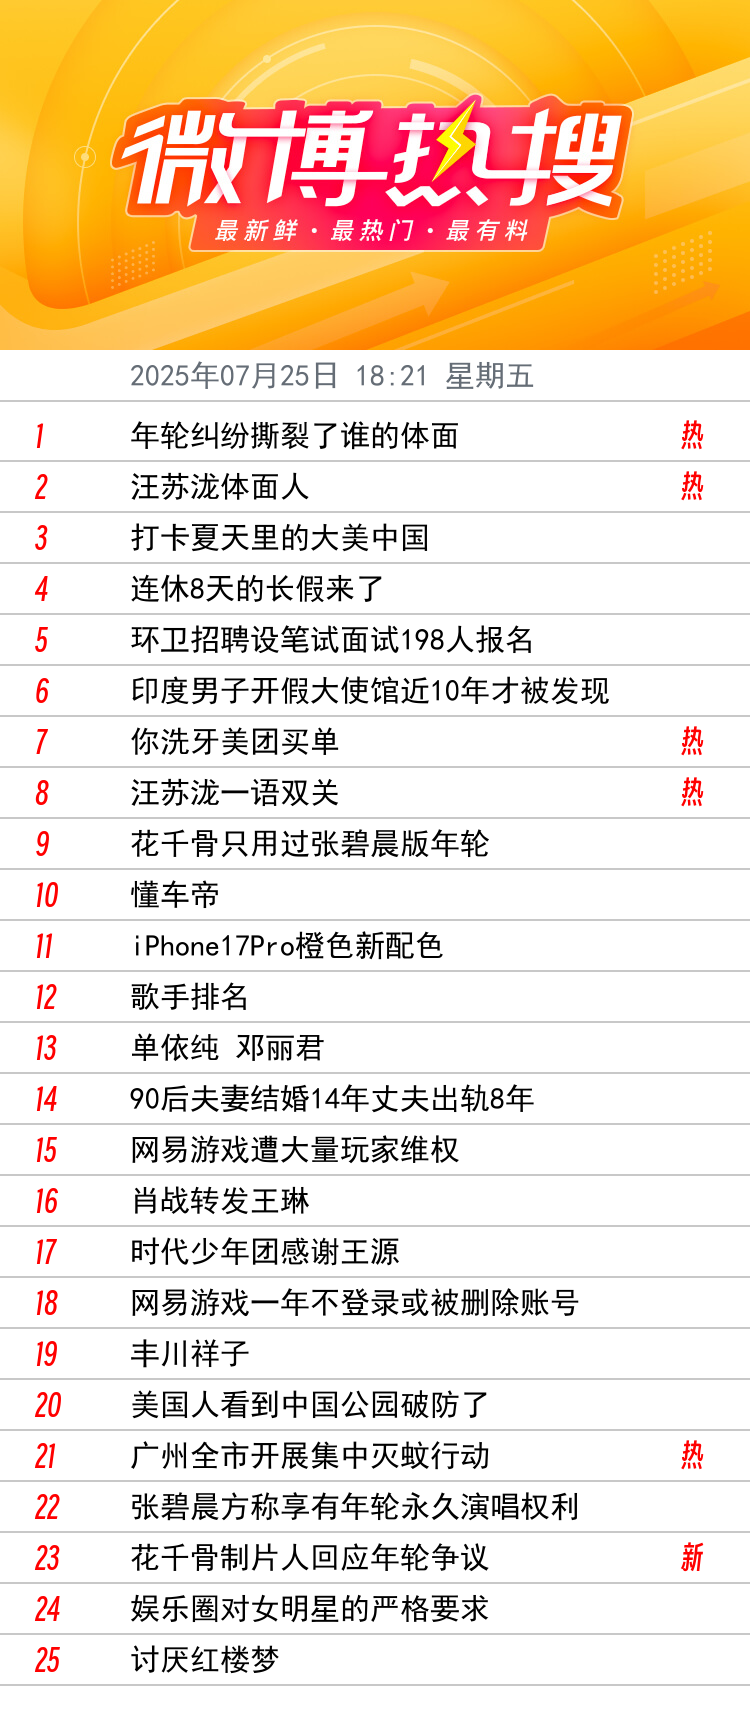 微博热搜
最新鲜·最热门·最有料
2025年07月25日 18:21 星期五
1 年轮纠纷撕裂了谁的体面 热
2 汪苏泷体面人 热
3 打卡夏天里的大美中国
4 连休8天的长假来了
5 环卫招聘设笔试面试198人报名
6 印度男子开假大使馆近10年才被发现
7 你洗牙美团买单 热
8 汪苏泷一语双关 热
9 花千骨只用过张碧晨版年轮
10 懂车帝
11 iPhone17Pro橙色新配色
12 歌手排名
13 单依纯 邓丽君
14 90后夫妻结婚14年丈夫出轨8年
15 网易游戏遭大量玩家维权
16 肖战转发王琳
17 时代少年团感谢王源
18 网易游戏一年不登录或被删除账号
19 丰川祥子
20 美国人看到中国公园破防了
21 广州全市开展集中灭蚊行动 热
22 张碧晨方称享有年轮永久演唱权利
23 花千骨制片人回应年轮争议 新
24 娱乐圈对女明星的严格要求
25 讨厌红楼梦